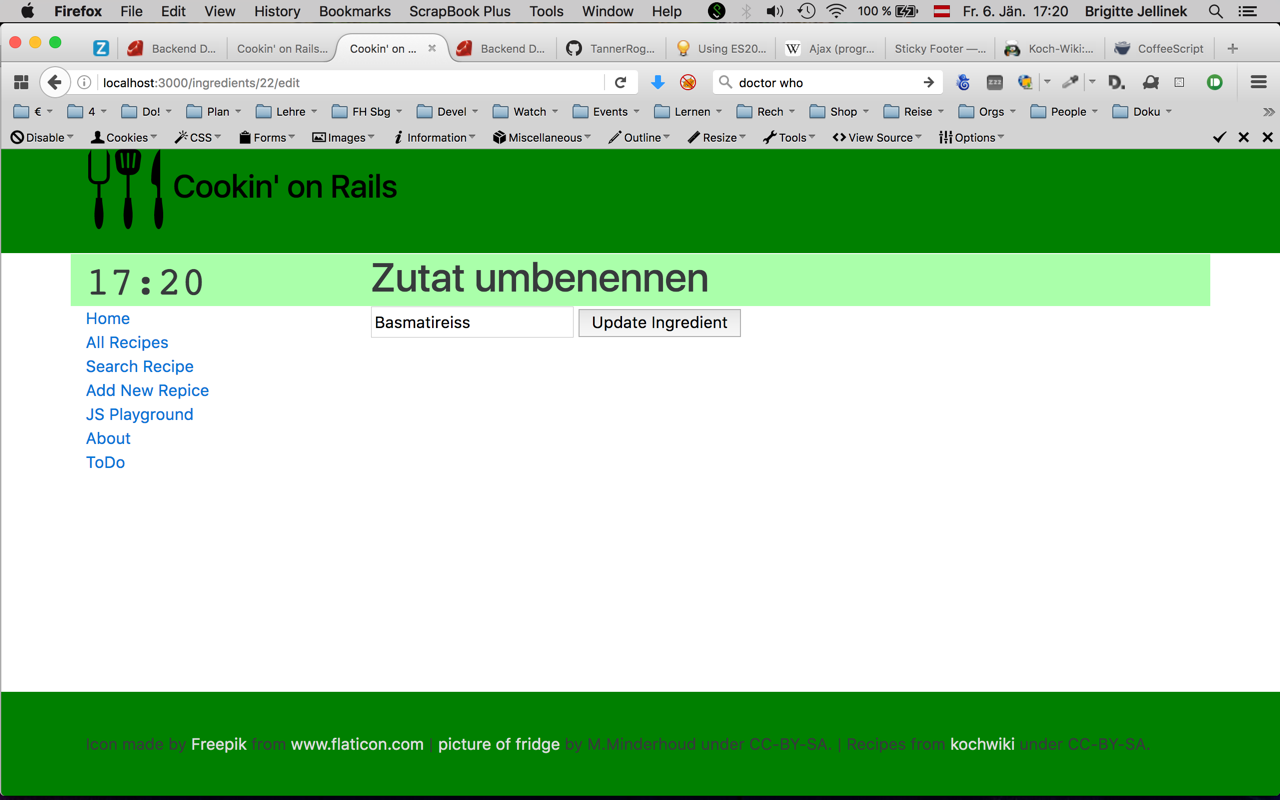 Firefox File Edit View History Bookmarks ScrapBook Plus Tools Window Help 100 % Fr. 6. Jän. 17:20 Brigitte Jellinek
Z Backend D... Cookin' on Rails... Cookin' on ... Backend D... TannerRog... Using ES20... W Ajax (progr... Sticky Footer —... Koch-Wiki:... CoffeeScript
localhost:3000/ingredients/22/edit doctor who D.
€ 4 Do! Plan Lehre FH Sbg Devel Watch Events Lernen Rech Shop Reise Orgs People Doku
Disable Cookies CSS Forms Images Information Miscellaneous Outline Resize Tools View Source Options
Cookin' on Rails
17:20 Zutat umbenennen
Home Basmatireiss Update Ingredient
All Recipes
Search Recipe
Add New Repice
JS Playground
About
ToDo
Icon made by Freepik from www.flaticon.com | picture of fridge by M.Minderhoud under CC-BY-SA. | Recipes from kochwiki under CC-BY-SA.